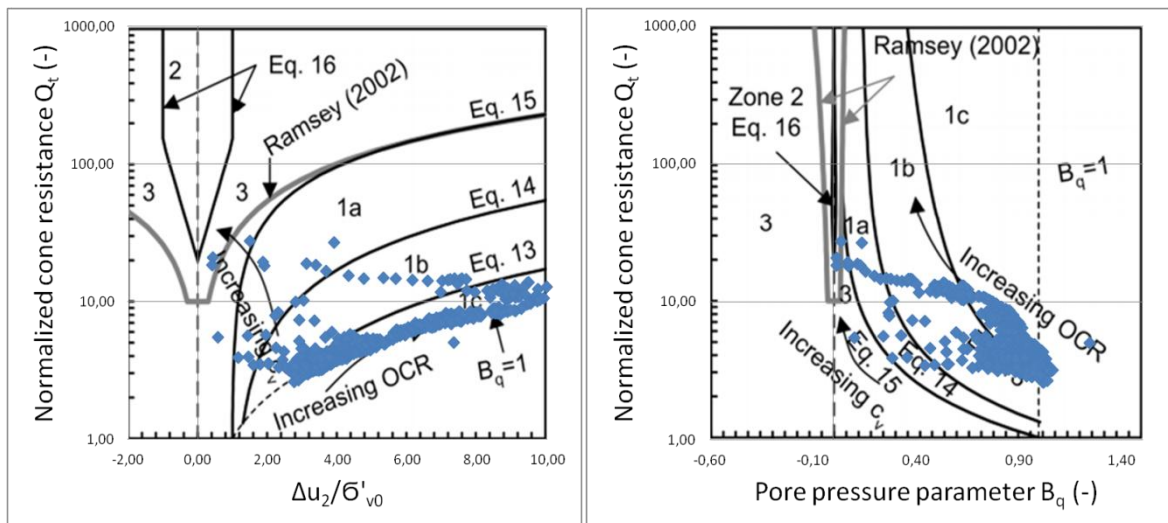 1000,00
100,00
10,00
1,00
Normalized cone resistance Qt (-)
2
Eq. 16
Ramsey (2002)
Eq. 15
3
3
1a
Eq. 14
1b
Eq. 13
1c
Increasing cv
Increasing OCR
Bq=1
-2,00 0,00 2,00 4,00 6,00 8,00 10,00
Δu2/Ϭ'v0
1000,00
100,00
10,00
1,00
Normalized cone resistance Qt (-)
Ramsey (2002)
Zone 2
Eq. 16
1c
1b
Bq=1
3
1a
3
Increasing OCR
Eq. 15
Eq. 14
Increasing cv
-0,60 -0,10 0,40 0,90 1,40
Pore pressure parameter Bq (-)